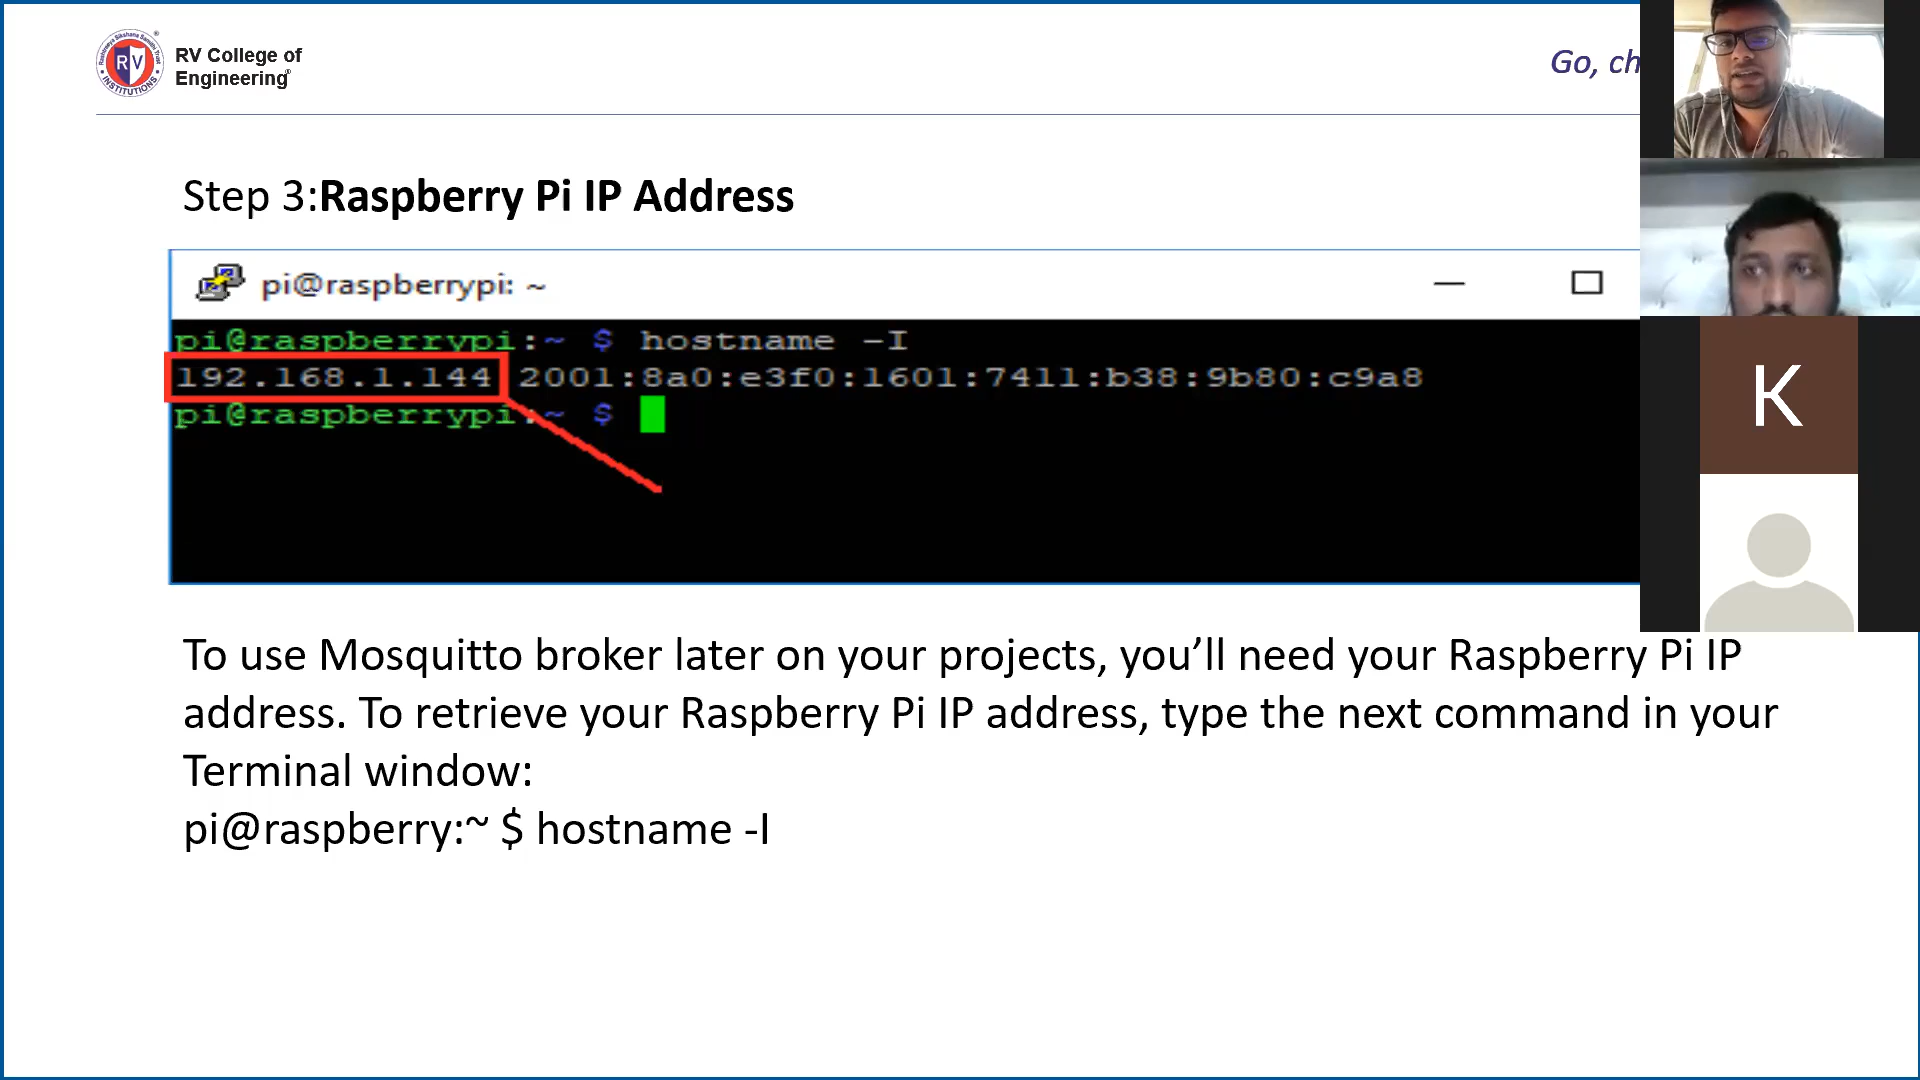 RV College of
Engineering®
Go, ch
Step 3:Raspberry Pi IP Address
pi@raspberrypi: ~
pi@raspberrypi:~ $ hostname -I
192.168.1.144 2001:8a0:e3f0:1601:7411:b38:9b80:c9a8
pi@raspberrypi:~ $
K
To use Mosquitto broker later on your projects, you’ll need your Raspberry Pi IP
address. To retrieve your Raspberry Pi IP address, type the next command in your
Terminal window:
pi@raspberry:~ $ hostname -I
RV
INSTITUTIONS